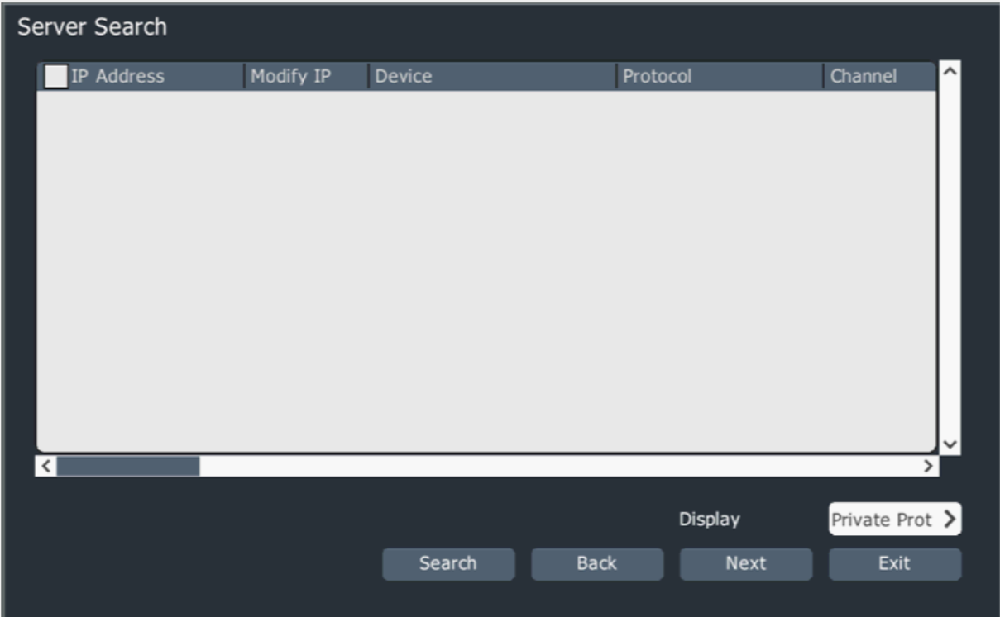 Server Search
IP Address Modify IP Device Protocol Channel
Display Private Prot
Search Back Next Exit